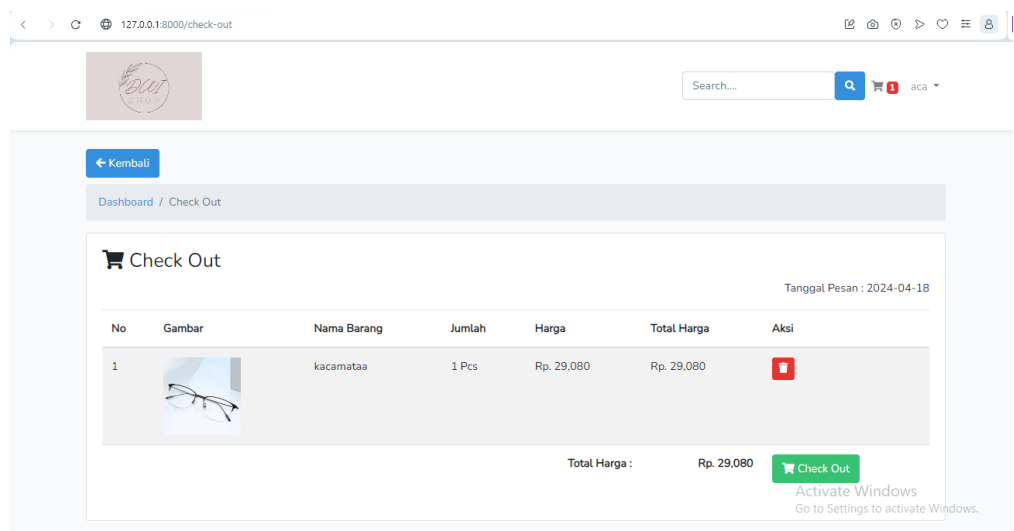 127.0.0.1:8000/check-out
DWI
SHOP
Search....
1
aca
Kembali
Dashboard / Check Out
Check Out
Tanggal Pesan : 2024-04-18
No Gambar Nama Barang Jumlah Harga Total Harga Aksi
1 kacamataa 1 Pcs Rp. 29,080 Rp. 29,080
Total Harga : Rp. 29,080 Check Out
Activate Windows
Go to Settings to activate Windows.